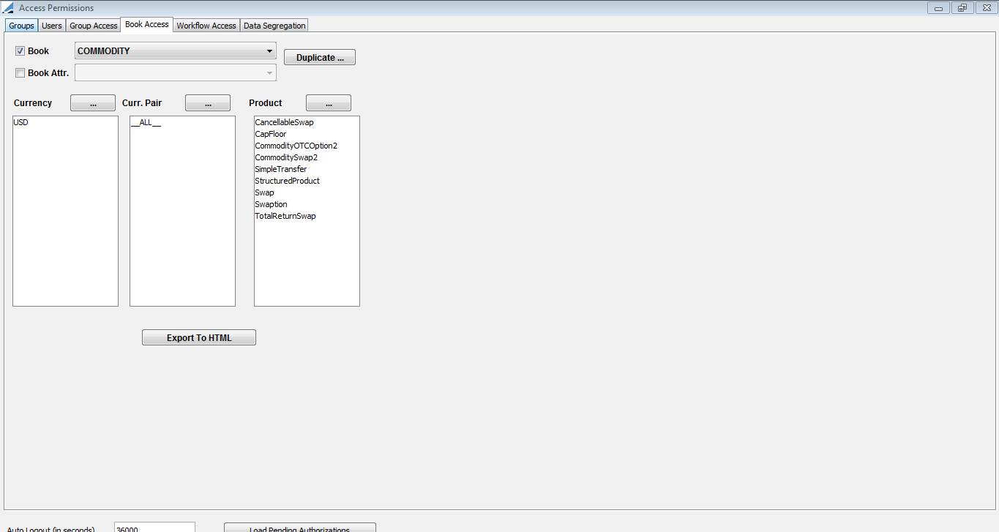 Access Permissions
Groups Users Group Access Book Access Workflow Access Data Segregation
Book COMMODITY Duplicate ...
Book Attr.
Currency ... Curr. Pair ... Product ...
USD __ALL__ CancellableSwap
CapFloor
CommodityOTCOption2
CommoditySwap2
SimpleTransfer
StructuredProduct
Swap
Swaption
TotalReturnSwap
Export To HTML
Auto Logout (in seconds) 36000 Load Pending Authorizations